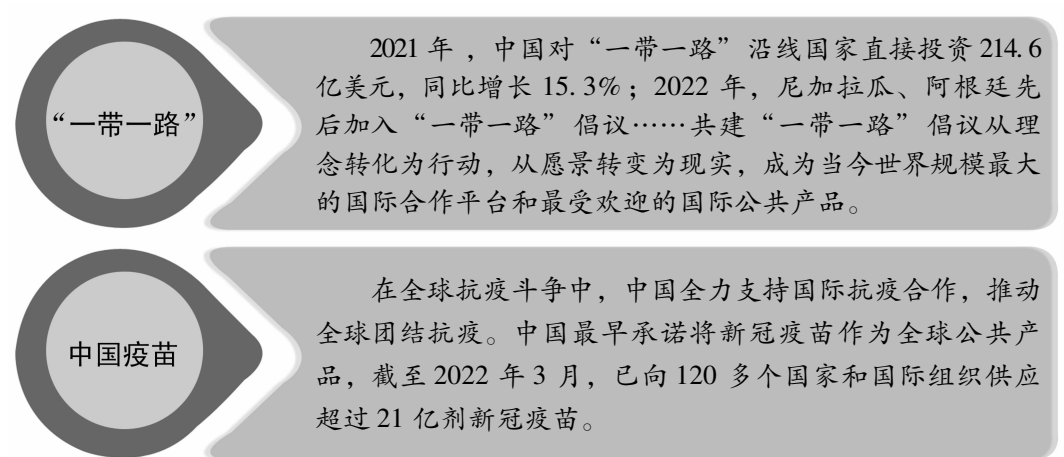 “一带一路”
2021 年，中国对“一带一路”沿线国家直接投资 214.6
亿美元，同比增长 15.3%；2022 年，尼加拉瓜、阿根廷先
后加入“一带一路”倡议……共建“一带一路”倡议从理
念转化为行动，从愿景转变为现实，成为当今世界规模最大
的国际合作平台和最受欢迎的国际公共产品。
中国疫苗
在全球抗疫斗争中，中国全力支持国际抗疫合作，推动
全球团结抗疫。中国最早承诺将新冠疫苗作为全球公共产
品，截至 2022 年 3 月，已向 120 多个国家和国际组织供应
超过 21 亿剂新冠疫苗。